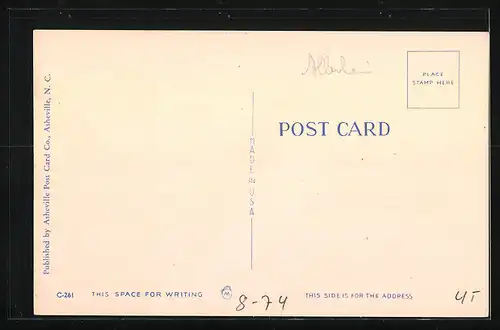 PLACE
STAMP HERE
POST CARD
MADE IN USA
Published by Asheville Post Card Co., Asheville, N. C.
C-261 THIS SPACE FOR WRITING
8-74
THIS SIDE IS FOR THE ADDRESS